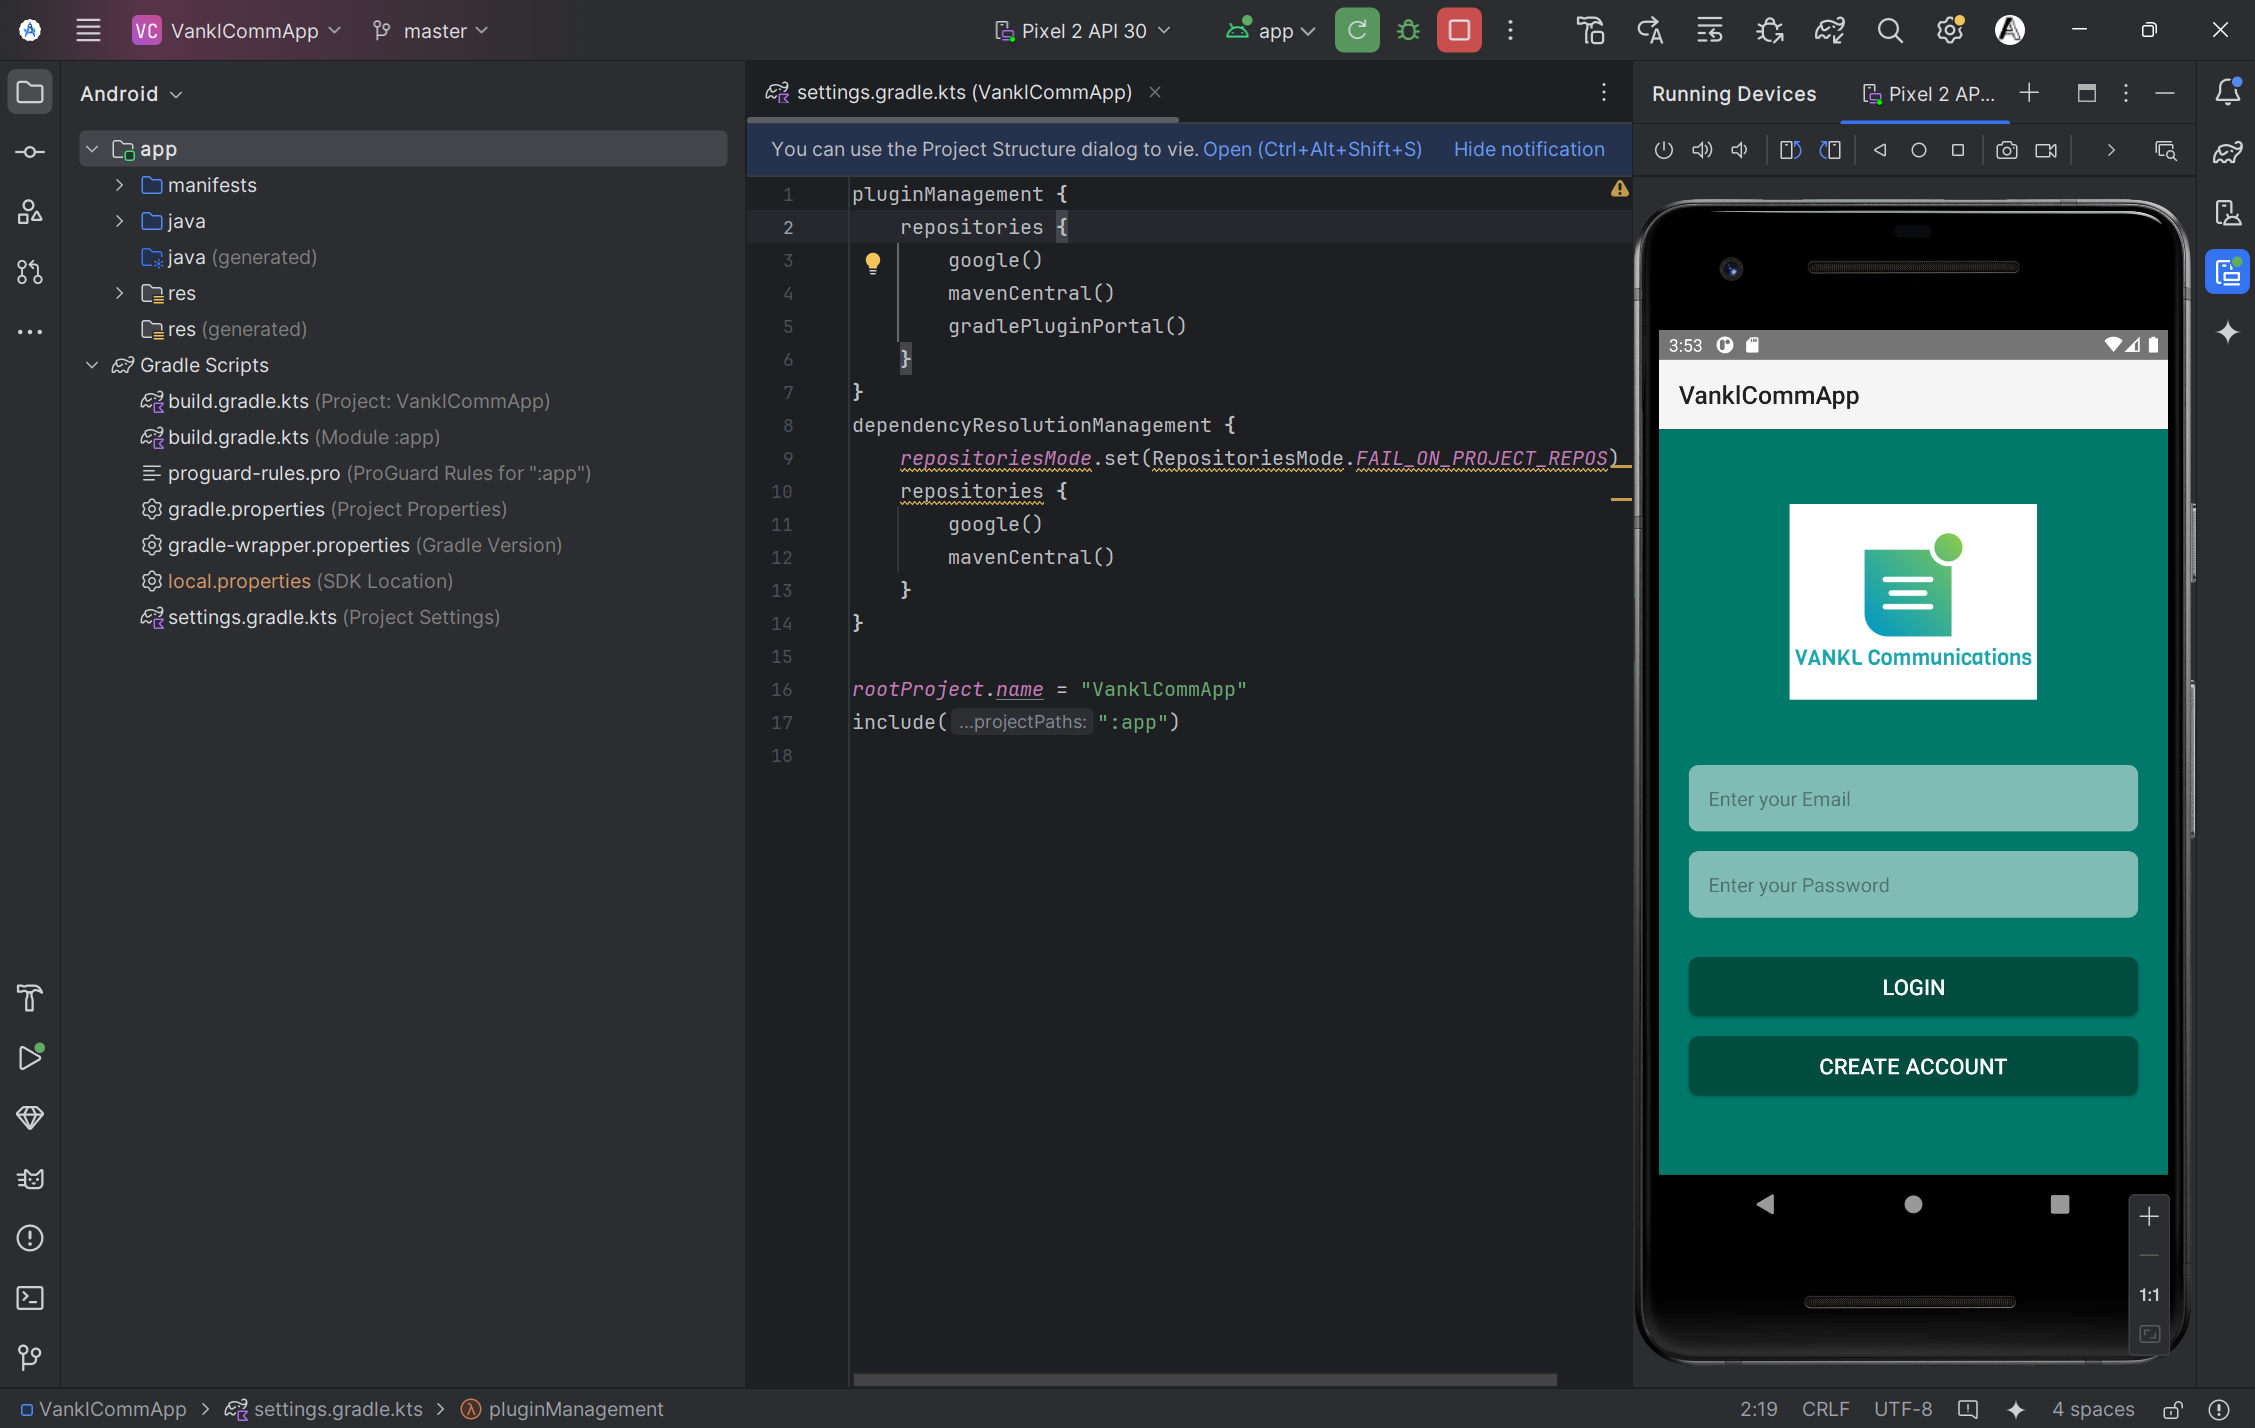 VC VanklCommApp
master
Pixel 2 API 30
app
Android
settings.gradle.kts (VanklCommApp)
Running Devices
Pixel 2 AP...
app
manifests
java
java (generated)
res
res (generated)
Gradle Scripts
build.gradle.kts (Project: VanklCommApp)
build.gradle.kts (Module :app)
proguard-rules.pro (ProGuard Rules for ":app")
gradle.properties (Project Properties)
gradle-wrapper.properties (Gradle Version)
local.properties (SDK Location)
settings.gradle.kts (Project Settings)
You can use the Project Structure dialog to vie. Open (Ctrl+Alt+Shift+S) Hide notification
1 pluginManagement {
2 repositories {
3 google()
4 mavenCentral()
5 gradlePluginPortal()
6 }
7 }
8 dependencyResolutionManagement {
9 repositoriesMode.set(RepositoriesMode.FAIL_ON_PROJECT_REPOS)
10 repositories {
11 google()
12 mavenCentral()
13 }
14 }
15
16 rootProject.name = "VanklCommApp"
17 include( ...projectPaths: ":app")
18
3:53
VanklCommApp
VANKL Communications
Enter your Email
Enter your Password
LOGIN
CREATE ACCOUNT
1:1
VanklCommApp > settings.gradle.kts > pluginManagement
2:19 CRLF UTF-8 4 spaces